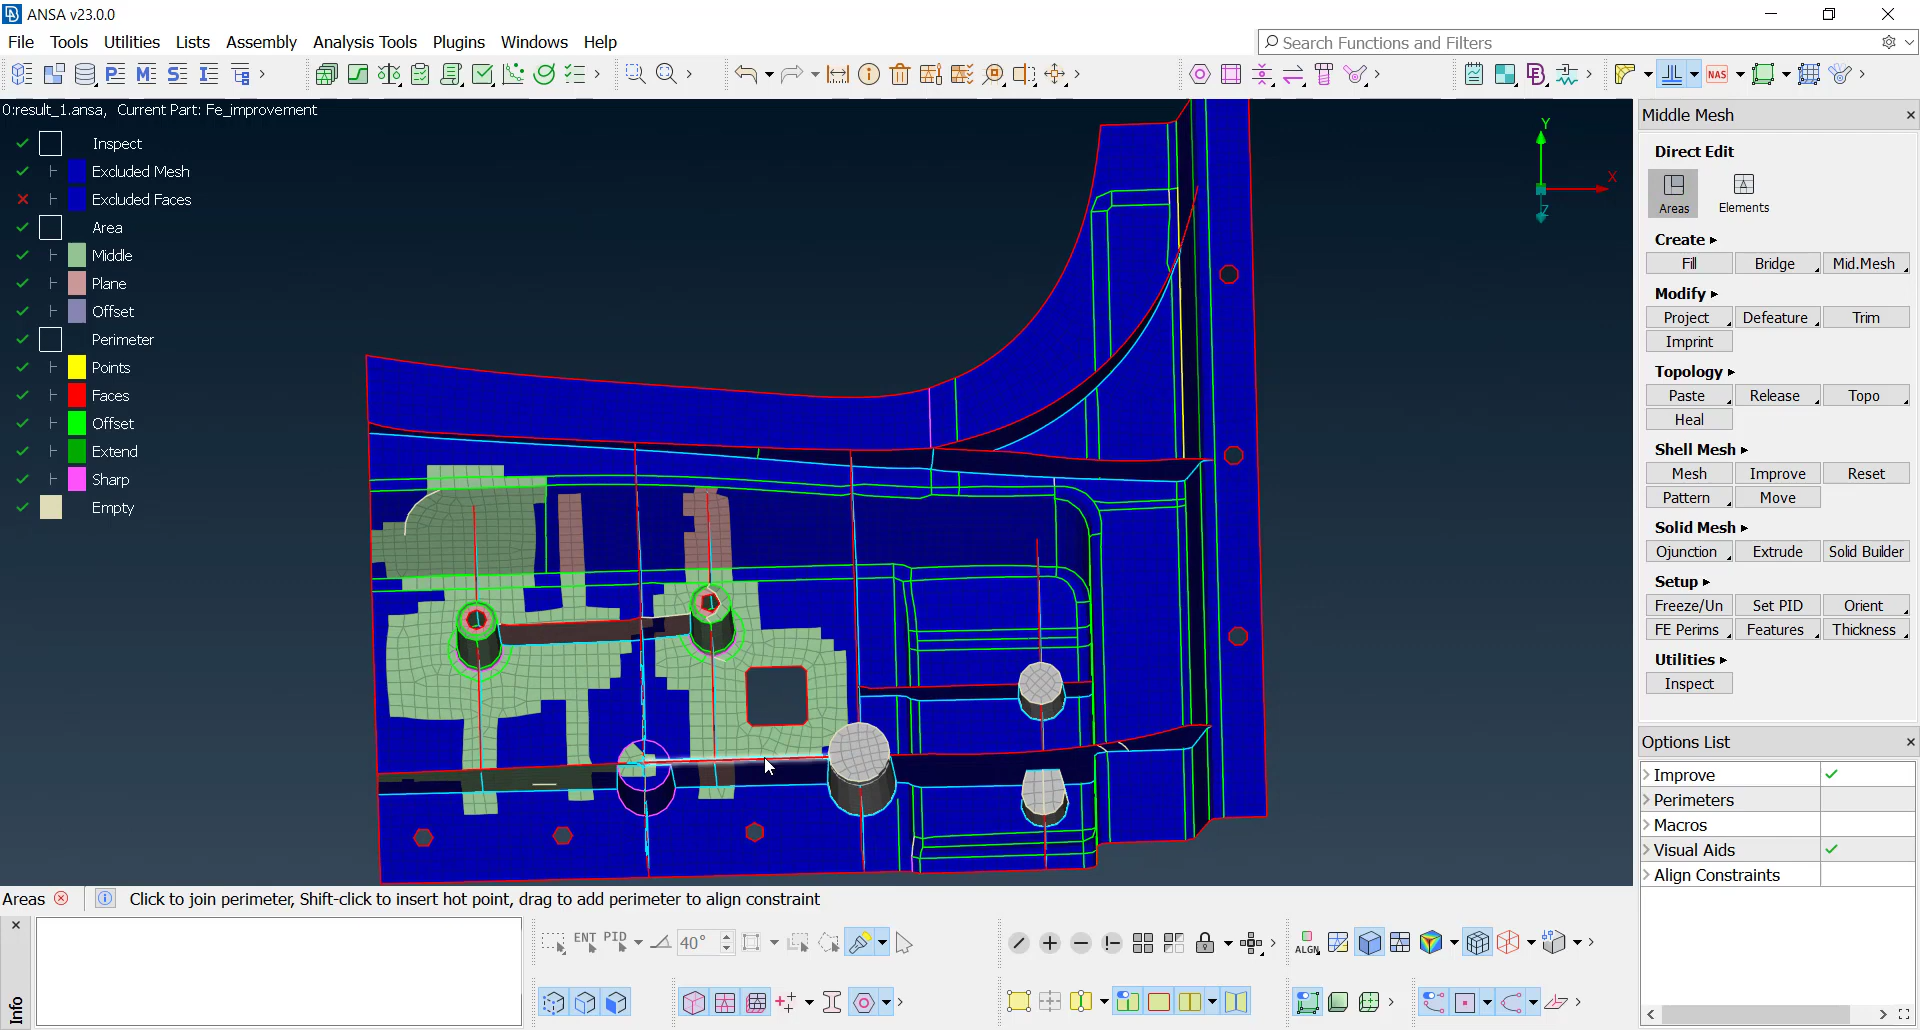 ANSA v23.0.0
File Tools Utilities Lists Assembly Analysis Tools Plugins Windows Help
Search Functions and Filters
NAS
0:result_1.ansa, Current Part: Fe_improvement
Inspect
Excluded Mesh
Excluded Faces
Area
Middle
Plane
Offset
Perimeter
Points
Faces
Offset
Extend
Sharp
Empty
Y
X
Z
Middle Mesh
Direct Edit
Areas Elements
Create
Fill Bridge Mid.Mesh
Modify
Project Defeature Trim
Imprint
Topology
Paste Release Topo
Heal
Shell Mesh
Mesh Improve Reset
Pattern Move
Solid Mesh
Ojunction Extrude Solid Builder
Setup
Freeze/Un Set PID Orient
FE Perims Features Thickness
Utilities
Inspect
Options List
Improve
Perimeters
Macros
Visual Aids
Align Constraints
Areas Click to join perimeter, Shift-click to insert hot point, drag to add perimeter to align constraint
ENT PID 40° ALGN
Info